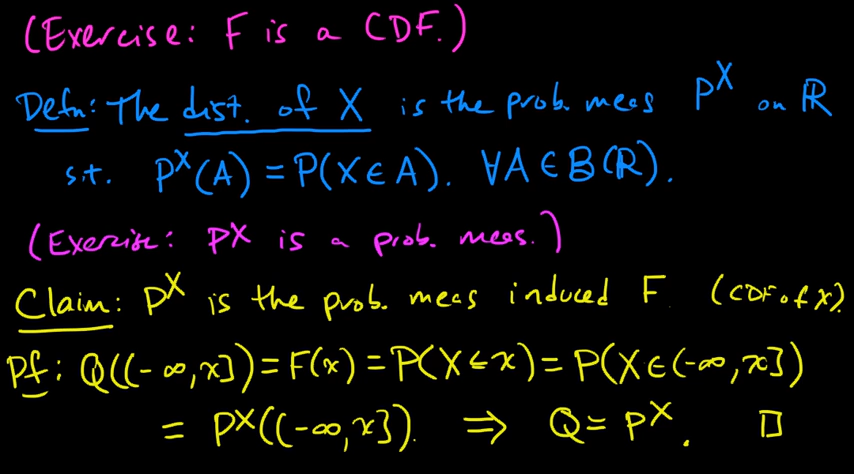 (Exercise: F is a CDF.)
Defn: The dist. of X is the prob. meas P^X on ℝ
s.t. P^X(A) = P(X ∈ A). ∀A ∈ B(ℝ).
(Exercise: P^X is a prob. meas.)
Claim: P^X is the prob. meas induced F. (CDF of X).
Pf: Q((-∞,x]) = F(x) = P(X ≤ x) = P(X ∈ (-∞,x])
= P^X((-∞,x]). ⇒ Q = P^X. □